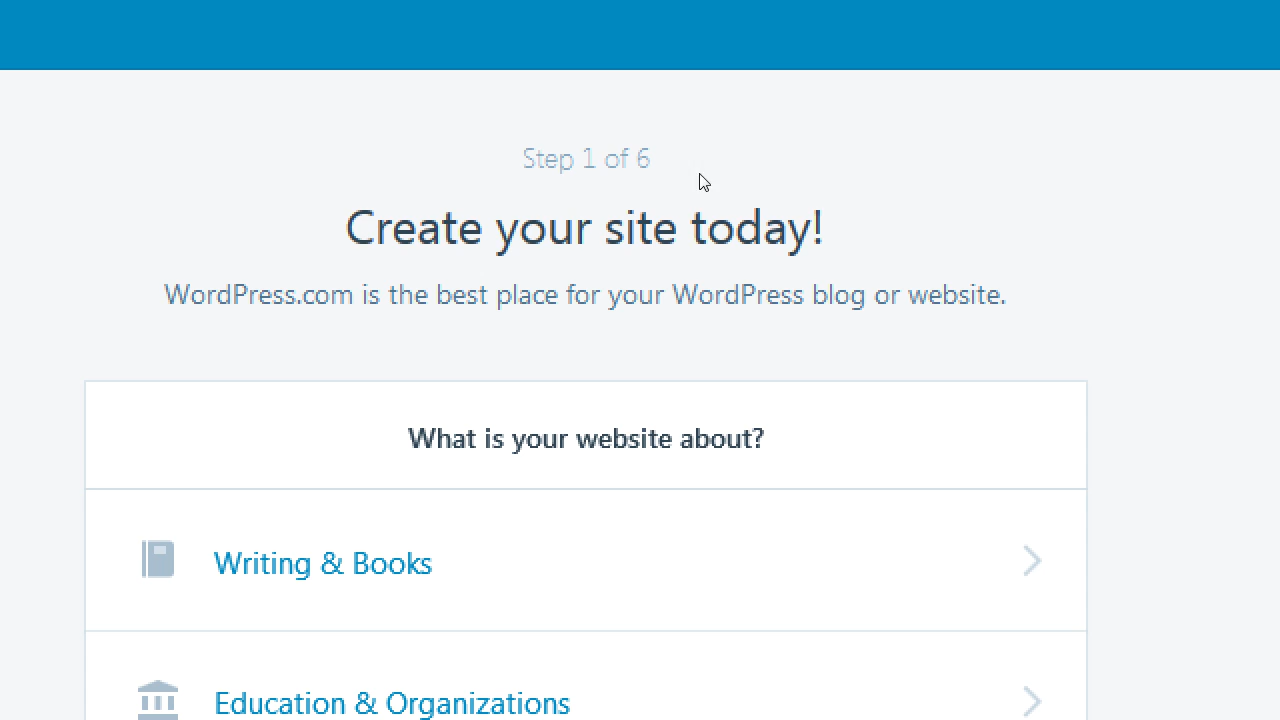 Step 1 of 6
Create your site today!
WordPress.com is the best place for your WordPress blog or website.
What is your website about?
Writing & Books
Education & Organizations